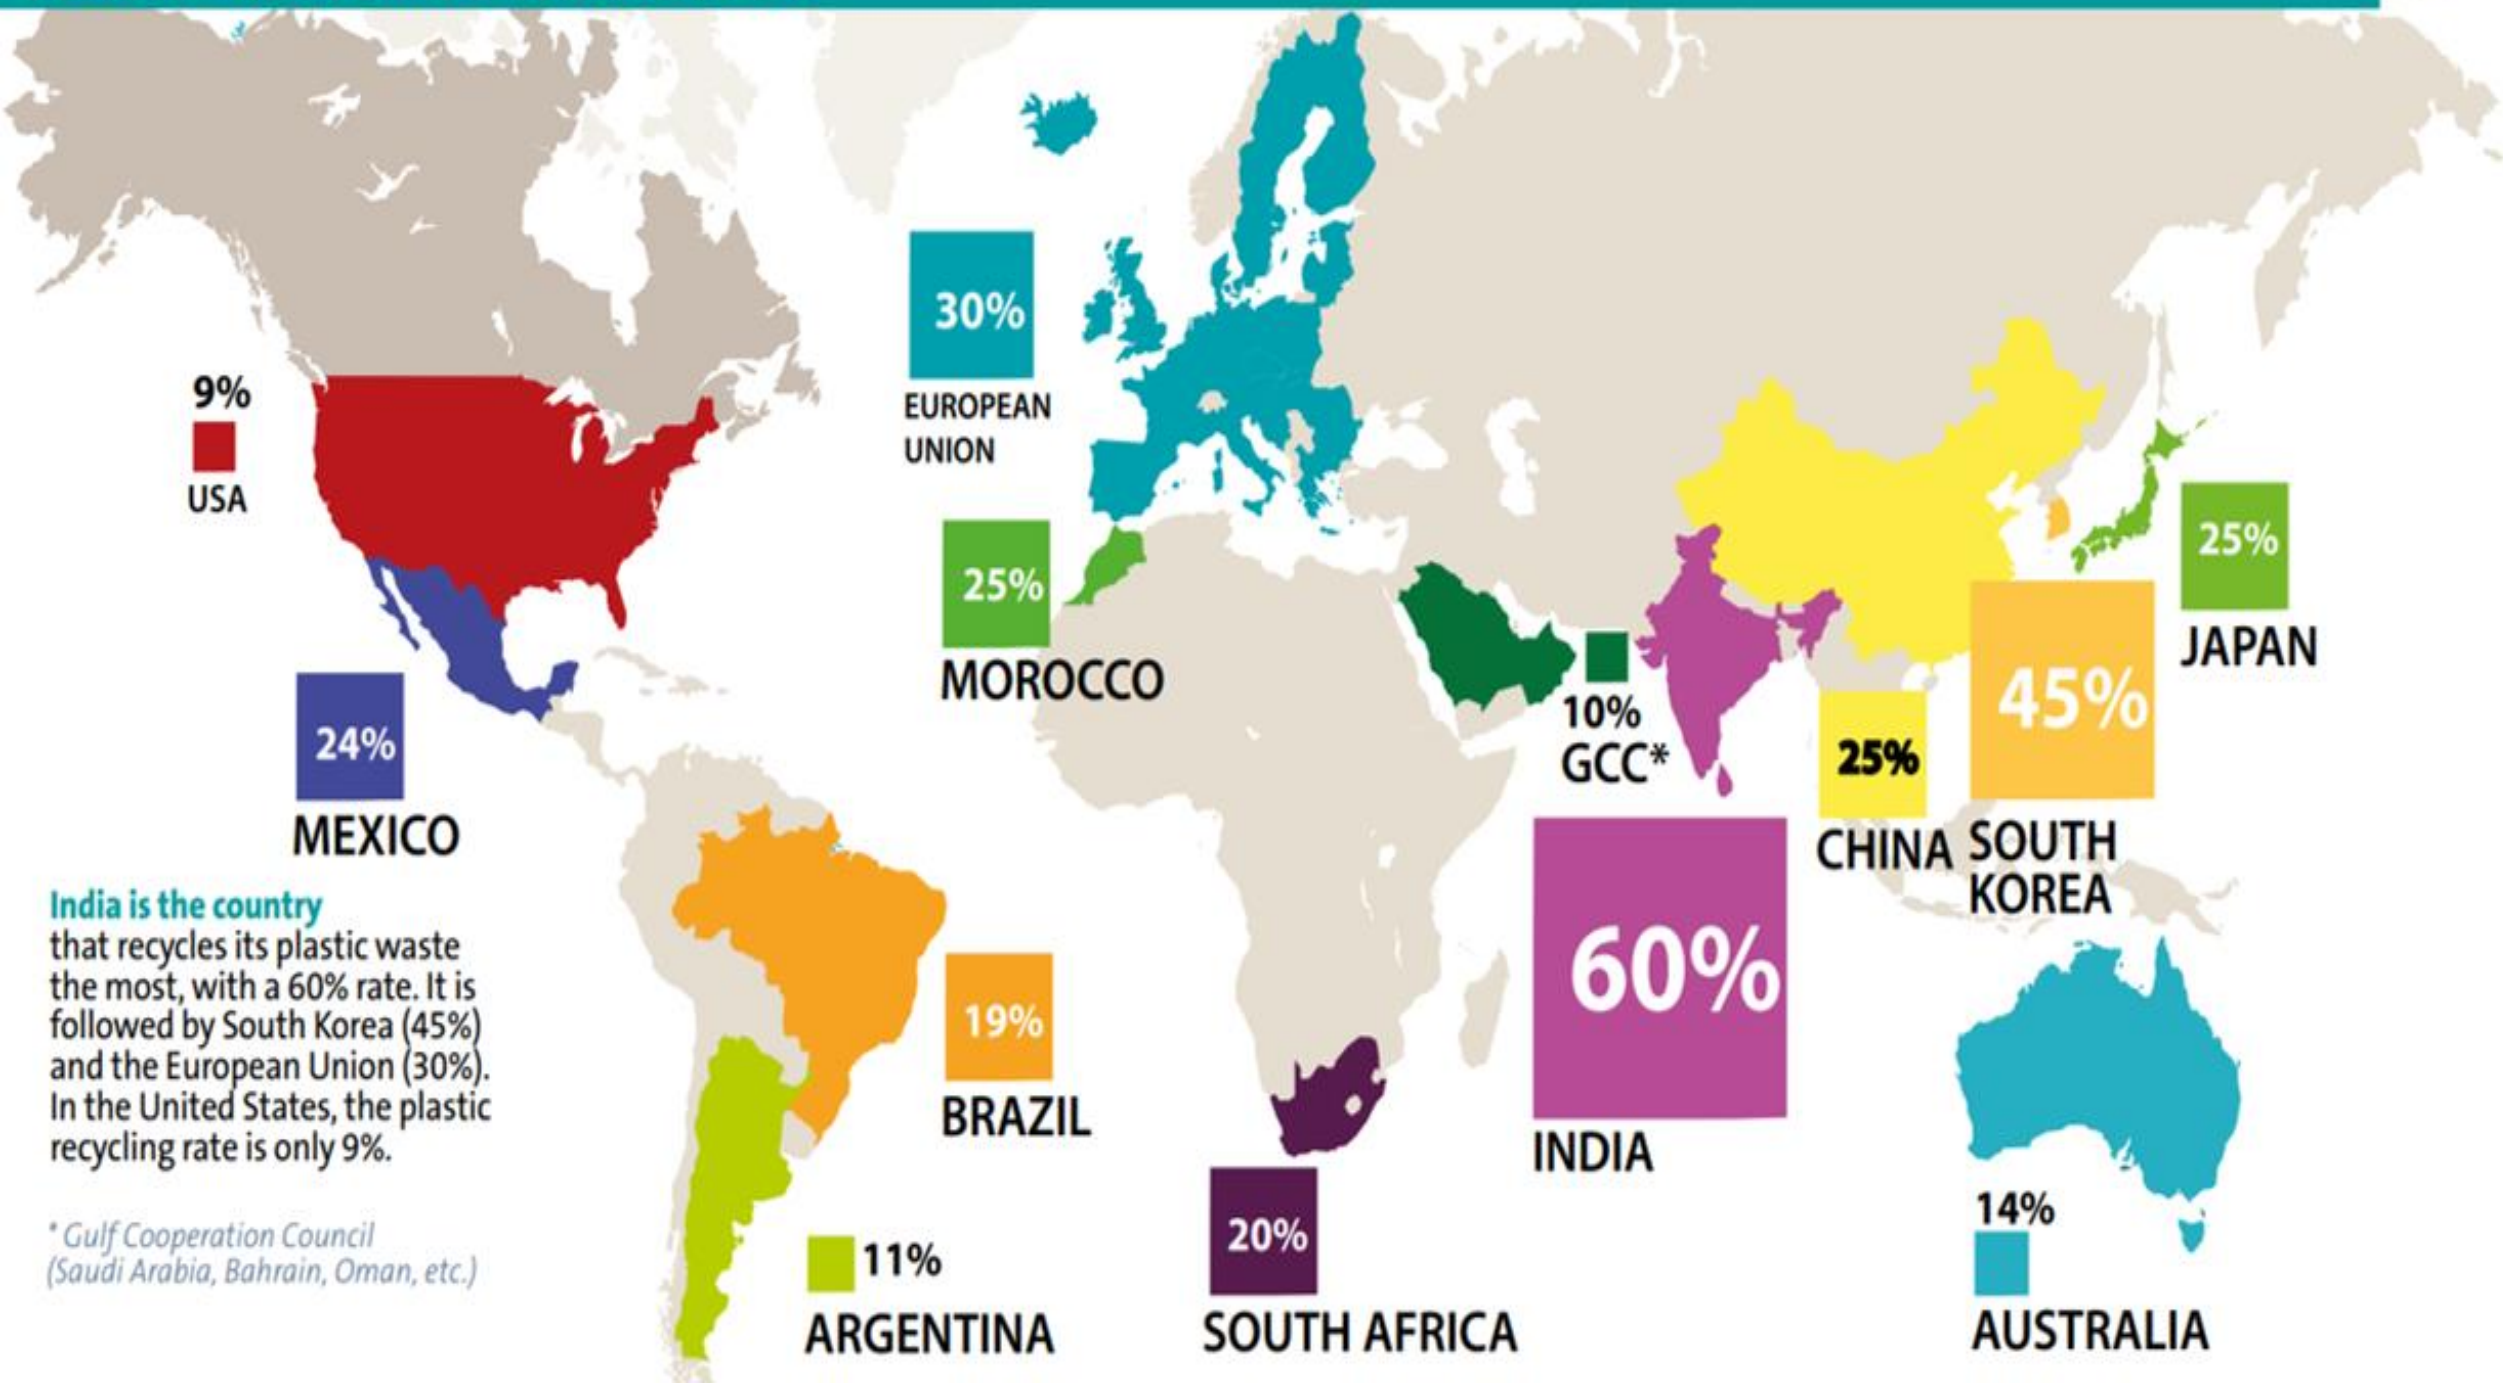 30%
EUROPEAN
UNION
9%
USA
25%
MOROCCO
25%
JAPAN
24%
MEXICO
10%
GCC*
25%
CHINA
45%
SOUTH
KOREA
60%
INDIA
19%
BRAZIL
India is the country
that recycles its plastic waste
the most, with a 60% rate. It is
followed by South Korea (45%)
and the European Union (30%).
In the United States, the plastic
recycling rate is only 9%.
* Gulf Cooperation Council
(Saudi Arabia, Bahrain, Oman, etc.)
11%
ARGENTINA
20%
SOUTH AFRICA
14%
AUSTRALIA